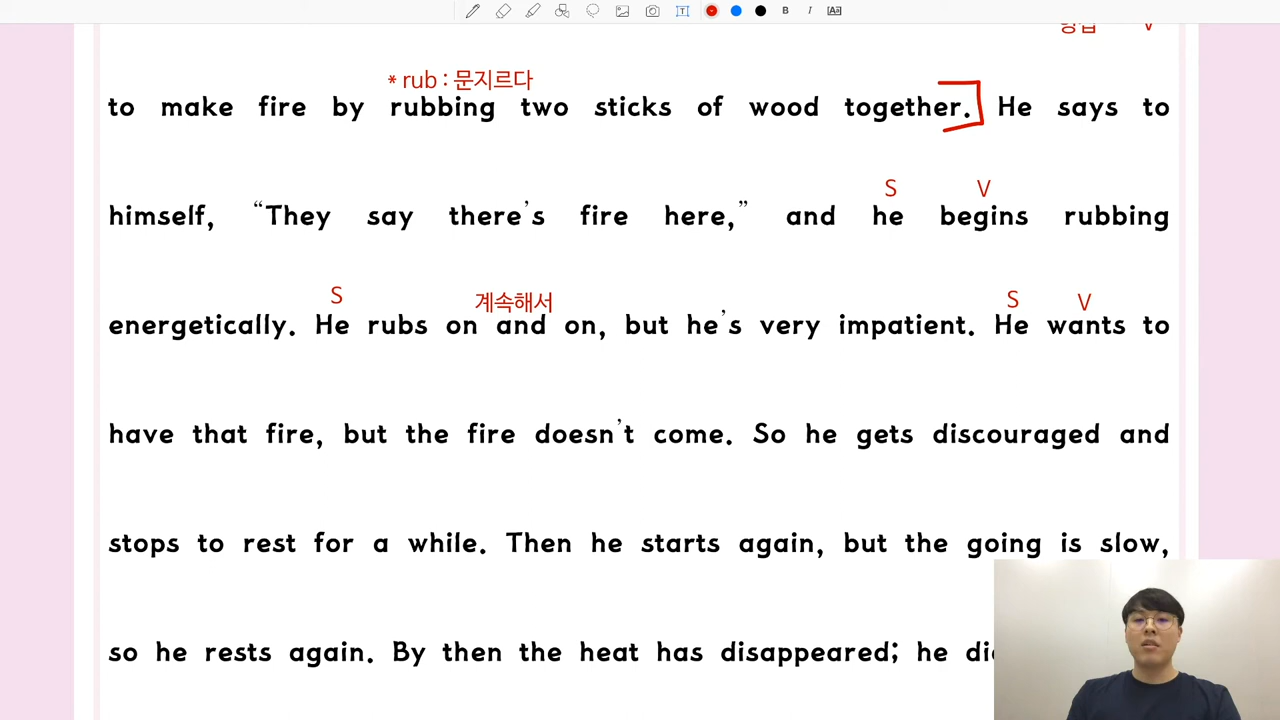 B I Aa
* rub : 문지르다
to make fire by rubbing two sticks of wood together. He says to
S V
himself, “They say there’s fire here,” and he begins rubbing
S 계속해서 S V
energetically. He rubs on and on, but he’s very impatient. He wants to
have that fire, but the fire doesn’t come. So he gets discouraged and
stops to rest for a while. Then he starts again, but the going is slow,
so he rests again. By then the heat has disappeared; he